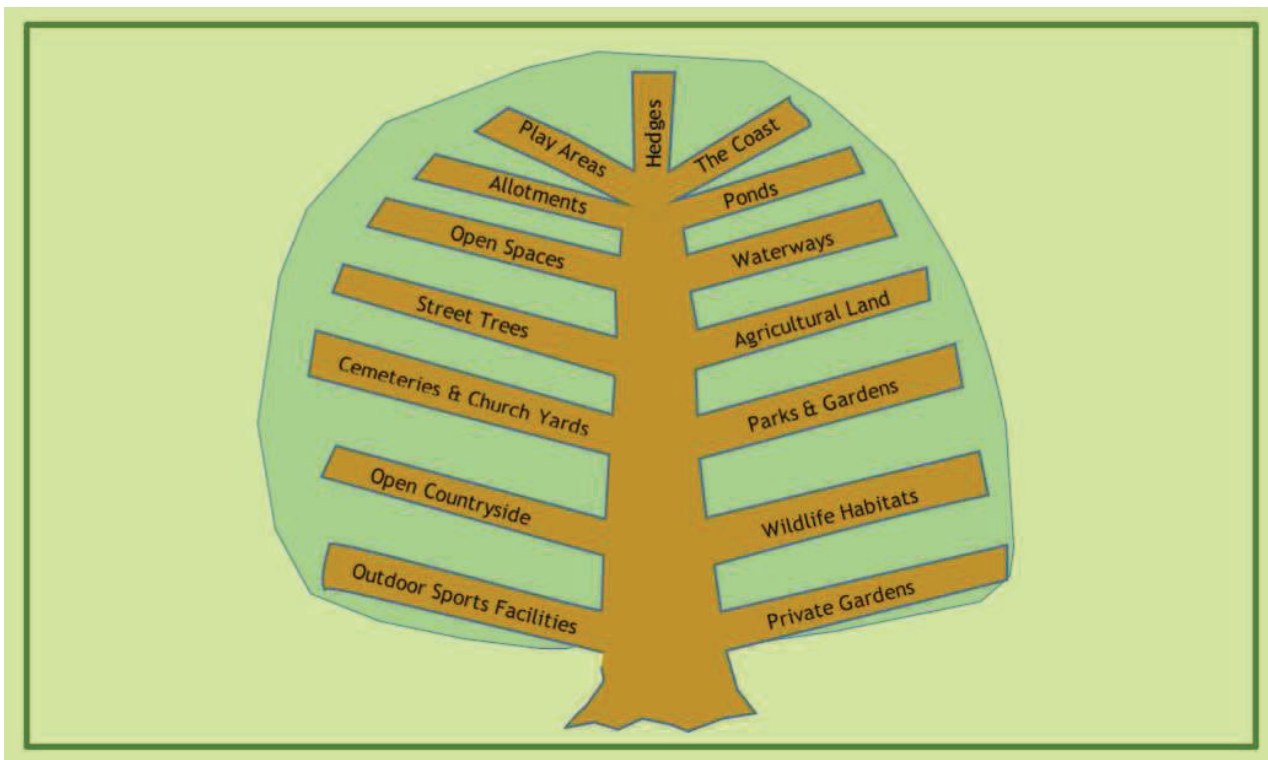 Hedges
Play Areas
The Coast
Allotments
Ponds
Open Spaces
Waterways
Street Trees
Agricultural Land
Cemeteries & Church Yards
Parks & Gardens
Open Countryside
Wildlife Habitats
Outdoor Sports Facilities
Private Gardens